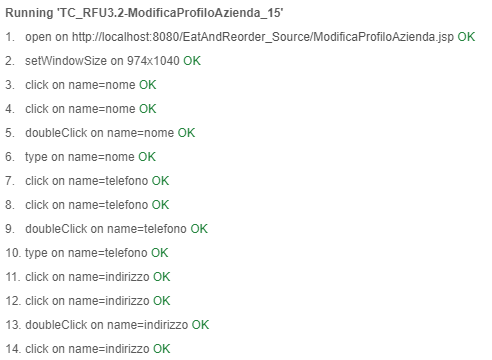 Running 'TC_RFU3.2-ModificaProfiloAzienda_15'
1. open on http://localhost:8080/EatAndReorder_Source/ModificaProfiloAzienda.jsp OK
2. setWindowSize on 974x1040 OK
3. click on name=nome OK
4. click on name=nome OK
5. doubleClick on name=nome OK
6. type on name=nome OK
7. click on name=telefono OK
8. click on name=telefono OK
9. doubleClick on name=telefono OK
10. type on name=telefono OK
11. click on name=indirizzo OK
12. click on name=indirizzo OK
13. doubleClick on name=indirizzo OK
14. click on name=indirizzo OK